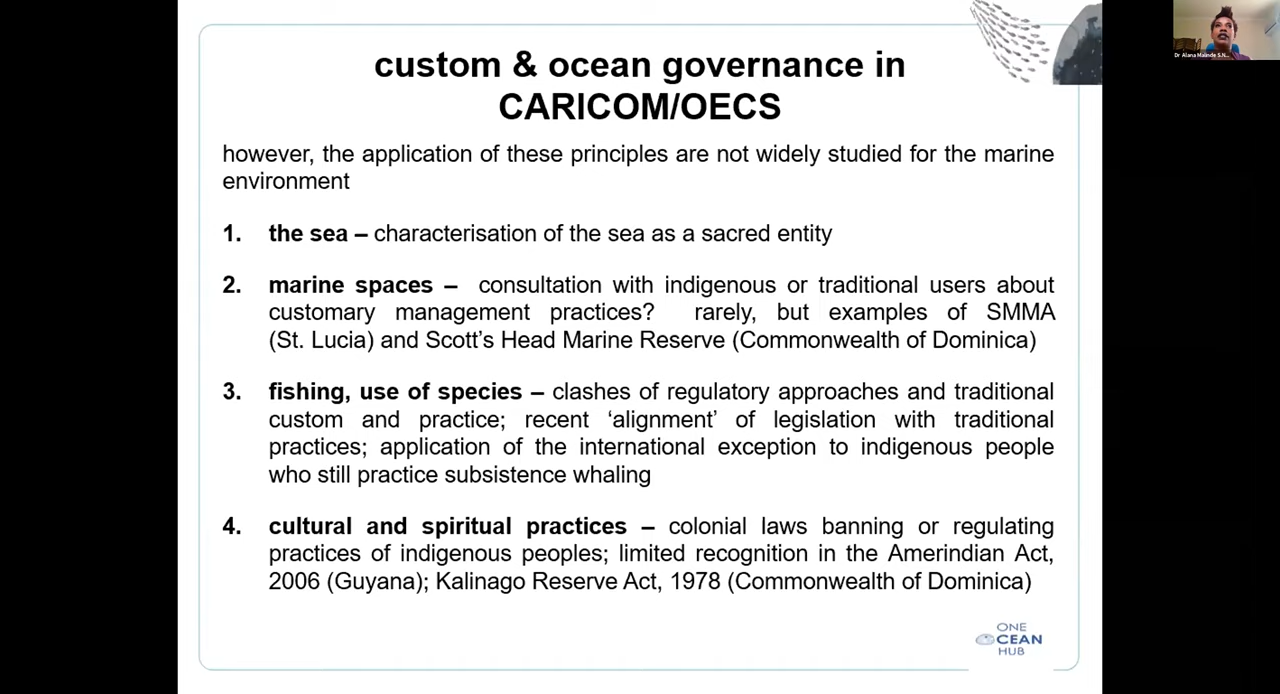 Dr Alana Malinde S.N...
custom & ocean governance in
CARICOM/OECS
however, the application of these principles are not widely studied for the marine
environment
1. the sea – characterisation of the sea as a sacred entity
2. marine spaces – consultation with indigenous or traditional users about
customary management practices? rarely, but examples of SMMA
(St. Lucia) and Scott’s Head Marine Reserve (Commonwealth of Dominica)
3. fishing, use of species – clashes of regulatory approaches and traditional
custom and practice; recent ‘alignment’ of legislation with traditional
practices; application of the international exception to indigenous people
who still practice subsistence whaling
4. cultural and spiritual practices – colonial laws banning or regulating
practices of indigenous peoples; limited recognition in the Amerindian Act,
2006 (Guyana); Kalinago Reserve Act, 1978 (Commonwealth of Dominica)
ONE
CEAN
HUB